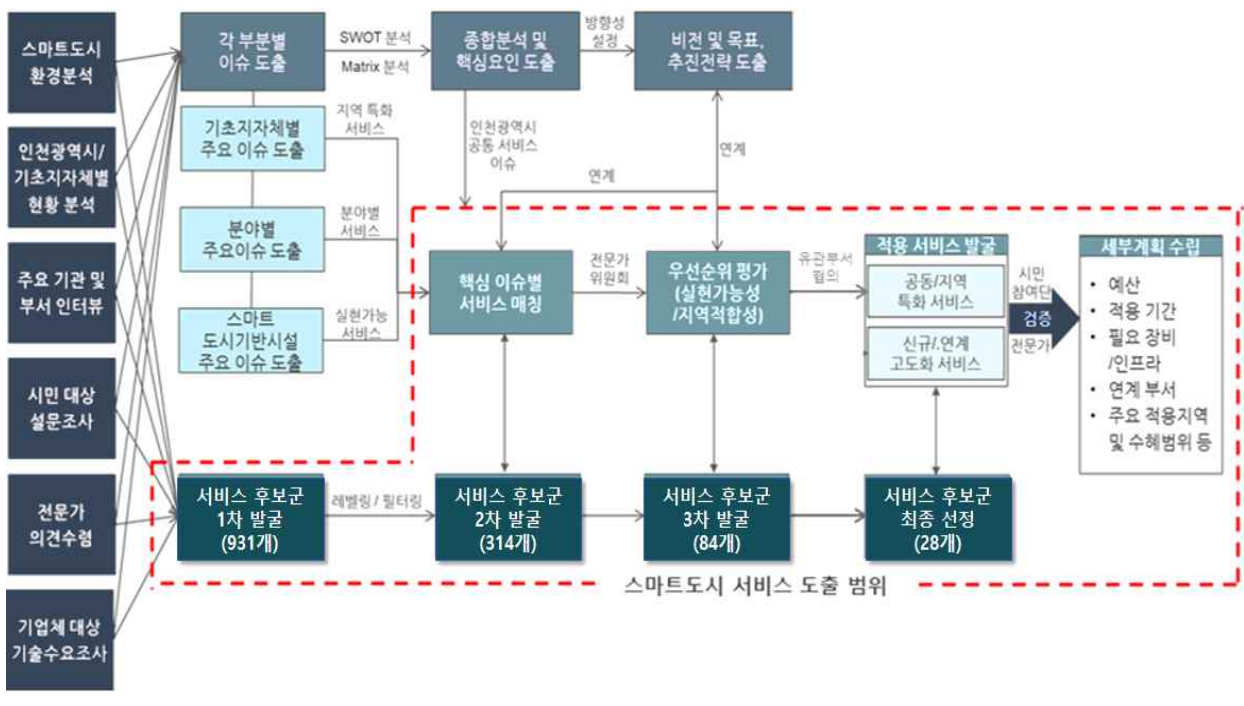 스마트도시
환경분석
인천광역시/
기초지자체별
현황 분석
주요 기관 및
부서 인터뷰
시민 대상
설문조사
전문가
의견수렴
기업체 대상
기술수요조사
각 부분별
이슈 도출
SWOT 분석
Matrix 분석
종합분석 및
핵심요인 도출
방향성
설정
비전 및 목표,
추진전략 도출
기초지자체별
주요 이슈 도출
지역 특화
서비스
인천광역시
공통 서비스
이슈
연계
연계
분야별
주요이슈 도출
분야별
서비스
스마트
도시기반시설
주요 이슈 도출
실현가능
서비스
핵심 이슈별
서비스 매칭
전문가
위원회
우선순위 평가
(실현가능성
/지역적합성)
유관부서
협의
적용 서비스 발굴
공동/지역
특화 서비스
신규/.연계
고도화 서비스
시민
참여단
검증
전문가
세부계획 수립
• 예산
• 적용 기간
• 필요 장비
/인프라
• 연계 부서
• 주요 적용지역
및 수혜범위 등
서비스 후보군
1차 발굴
(931개)
레벨링 / 필터링
서비스 후보군
2차 발굴
(314개)
서비스 후보군
3차 발굴
(84개)
서비스 후보군
최종 선정
(28개)
스마트도시 서비스 도출 범위